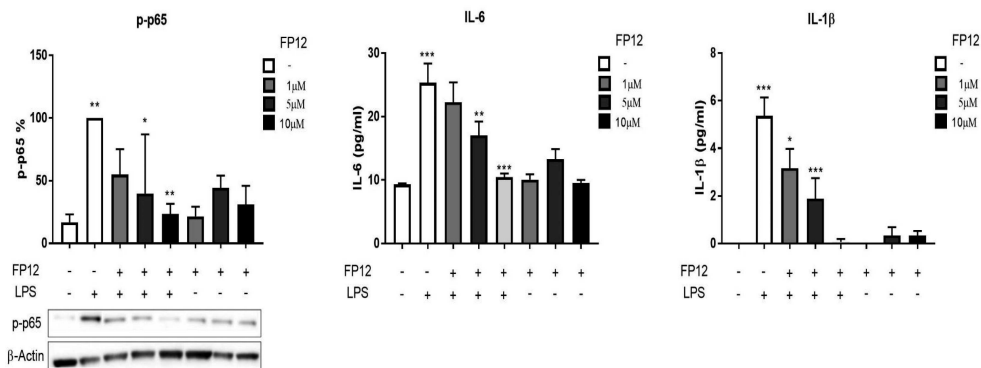 p-p65
FP12
-
1μM
5μM
10μM
p-p65 %
150
100
50
0
** * **
FP12 - - + + + + + +
LPS - + + + + - - -
p-p65
β-Actin
IL-6
FP12
-
1μM
5μM
10μM
IL-6 (pg/ml)
30
20
10
0
*** ** ***
FP12 - - + + + + + +
LPS - + + + + - - -
IL-1β
FP12
-
1μM
5μM
10μM
IL-1β (pg/ml)
8
6
4
2
0
*** * ***
FP12 - - + + + + + +
LPS - + + + + - - -